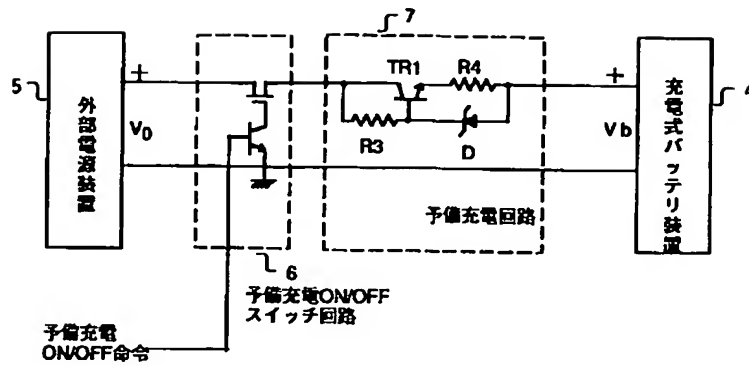 7
5
外部電源装置
+
V0
TR1
R4
R3
D
+
Vb
充電式バッテリ装置
4
予備充電回路
6
予備充電ON/OFF
スイッチ回路
予備充電
ON/OFF命令